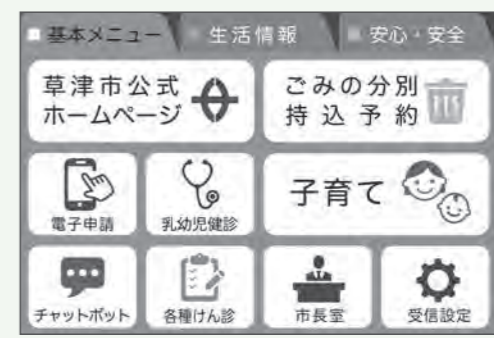 基本メニュー
生活情報
安心・安全
草津市公式
ホームページ
ごみの分別
持込予約
電子申請
乳幼児健診
子育て
チャットボット
各種けん診
市長室
受信設定